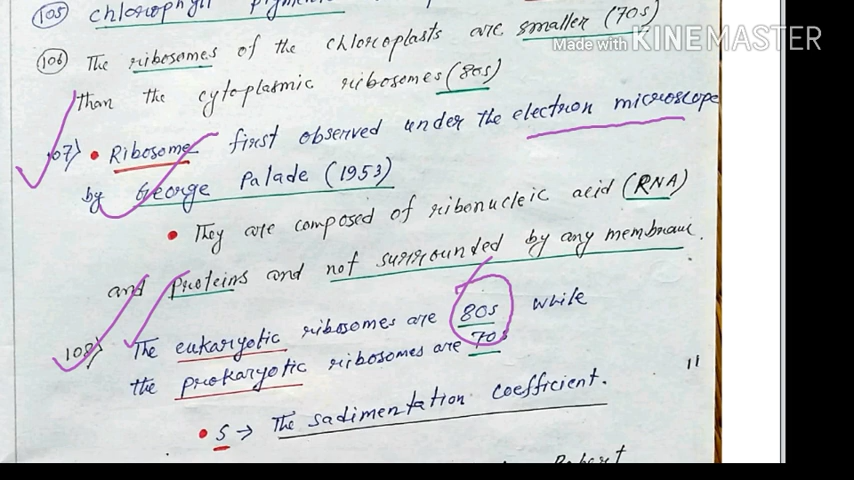 105) chlorophyll pigment
106) The ribosomes of the chloroplasts are smaller (70s)
Made with KINEMASTER
than the cytoplasmic ribosomes (80s)
107) • Ribosome first observed under the electron microscope
by George Palade (1953)
• They are composed of ribonucleic acid (RNA)
and proteins and not surrounded by any membrane.
108) The eukaryotic ribosomes are 80s while
the prokaryotic ribosomes are 70s
11
• S → The sadimentation coefficient.
Robert